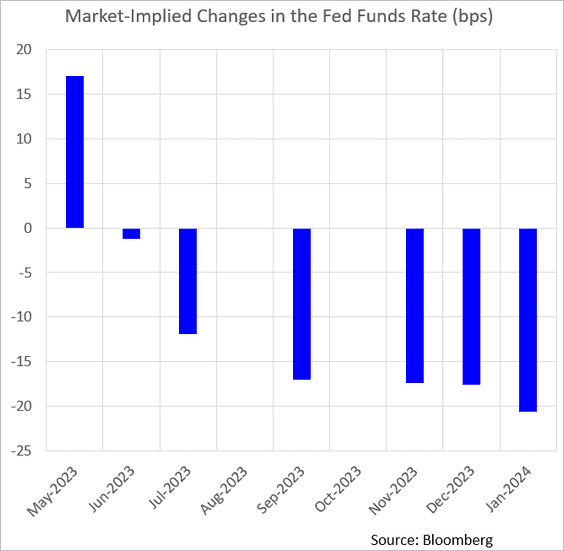 Market-Implied Changes in the Fed Funds Rate (bps)
20
15
10
5
0
-5
-10
-15
-20
-25
May-2023
Jun-2023
Jul-2023
Aug-2023
Sep-2023
Oct-2023
Nov-2023
Dec-2023
Jan-2024
Source: Bloomberg